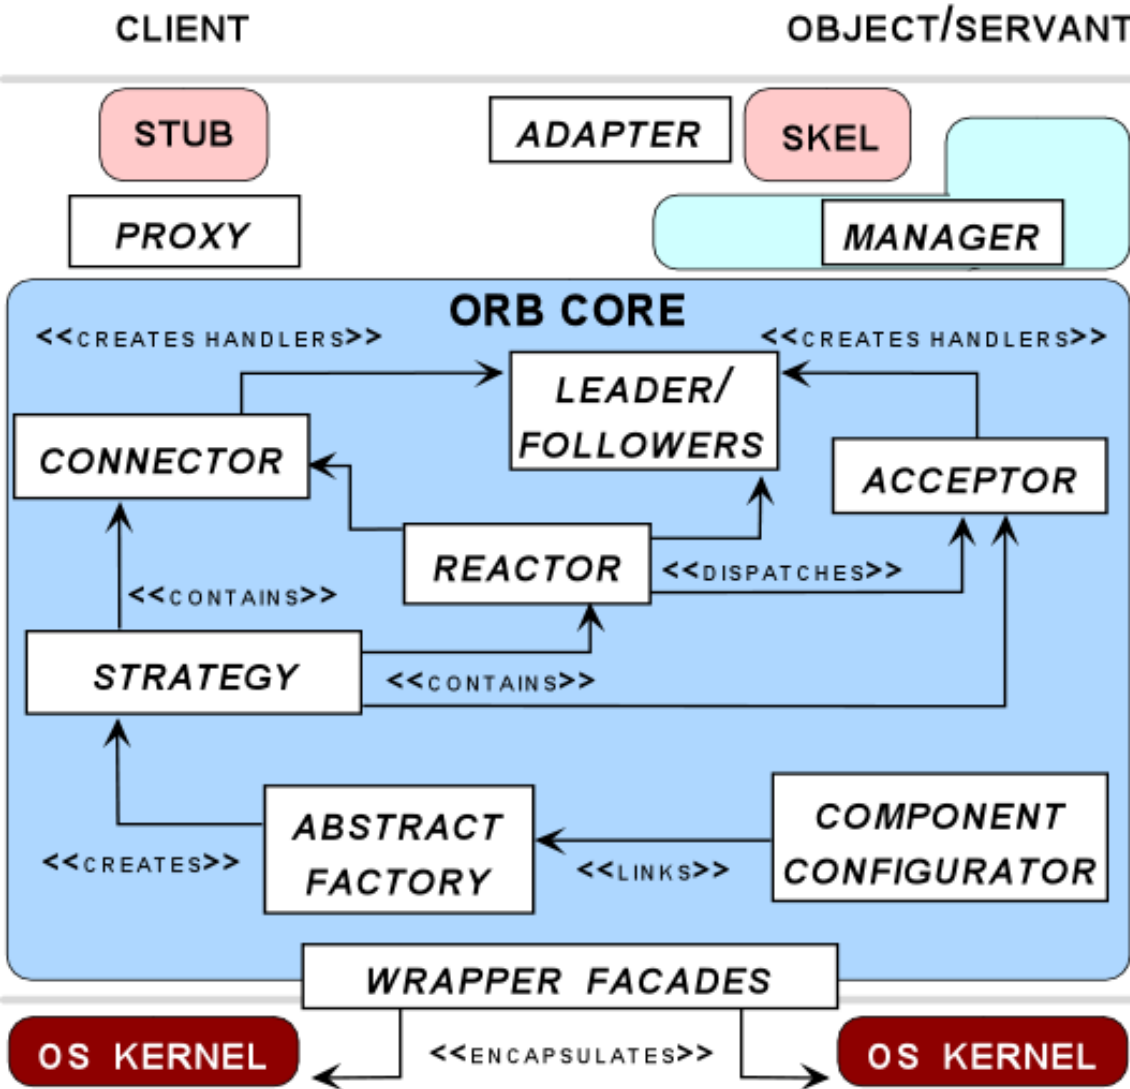 CLIENT
OBJECT/SERVANT
STUB
ADAPTER
SKEL
PROXY
MANAGER
ORB CORE
<<CREATES HANDLERS>>
<<CREATES HANDLERS>>
LEADER/
FOLLOWERS
CONNECTOR
ACCEPTOR
REACTOR
<<DISPATCHES>>
<<CONTAINS>>
STRATEGY
<<CONTAINS>>
ABSTRACT
FACTORY
COMPONENT
CONFIGURATOR
<<CREATES>>
<<LINKS>>
WRAPPER FACADES
OS KERNEL
<<ENCAPSULATES>>
OS KERNEL